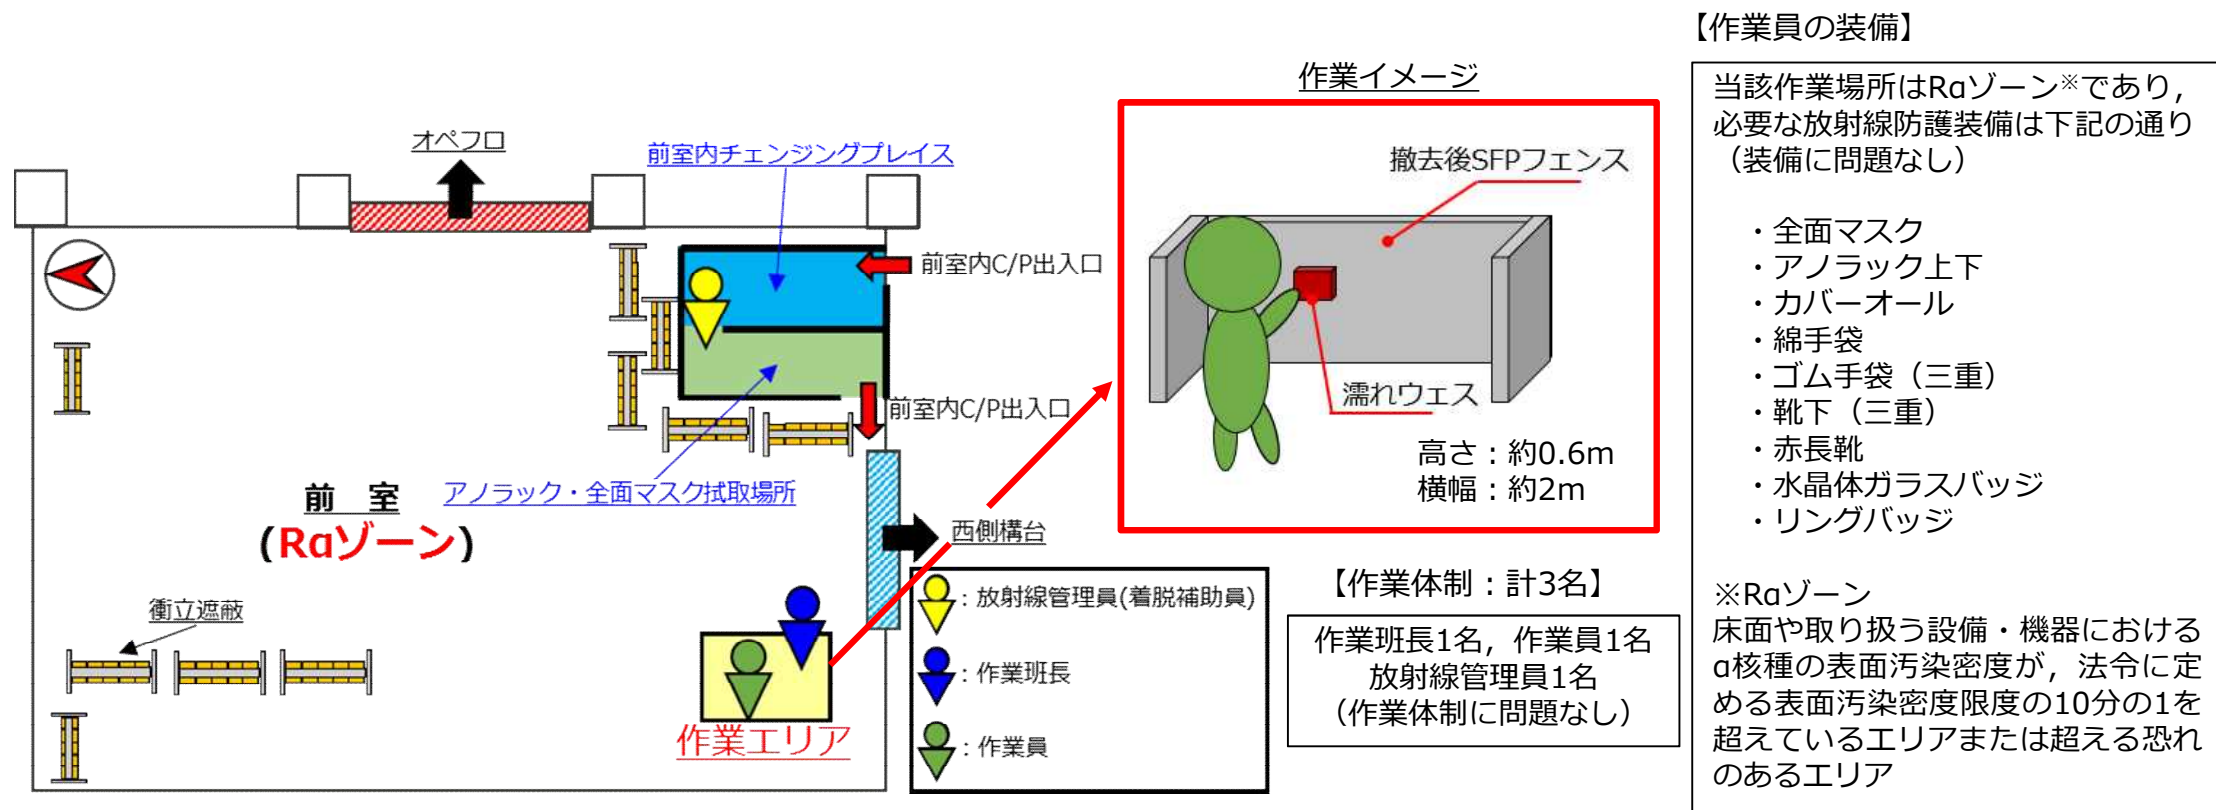 【作業員の装備】
作業イメージ
当該作業場所はRαゾーン※であり，
必要な放射線防護装備は下記の通り
（装備に問題なし）
・全面マスク
・アノラック上下
・カバーオール
・綿手袋
・ゴム手袋（三重）
・靴下（三重）
・赤長靴
・水晶体ガラスバッジ
・リングバッジ
※Rαゾーン
床面や取り扱う設備・機器における
α核種の表面汚染密度が，法令に定
める表面汚染密度限度の10分の1を
超えているエリアまたは超える恐れ
のあるエリア
オペフロ
前室内チェンジングプレイス
撤去後SFPフェンス
前室内C/P出入口
濡れウェス
前室内C/P出入口
高さ：約0.6m
横幅：約2m
アノラック・全面マスク拭取場所
前　室
(Rαゾーン)
西側構台
衝立遮蔽
作業エリア
：放射線管理員(着脱補助員)
：作業班長
：作業員
【作業体制：計3名】
作業班長1名，作業員1名
放射線管理員1名
（作業体制に問題なし）